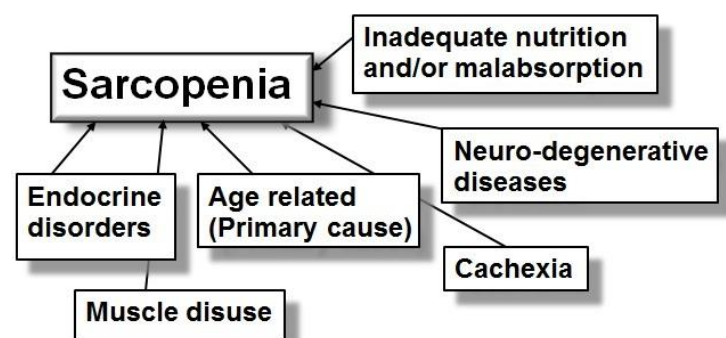 Sarcopenia
Inadequate nutrition
and/or malabsorption
Neuro-degenerative
diseases
Endocrine
disorders
Age related
(Primary cause)
Cachexia
Muscle disuse